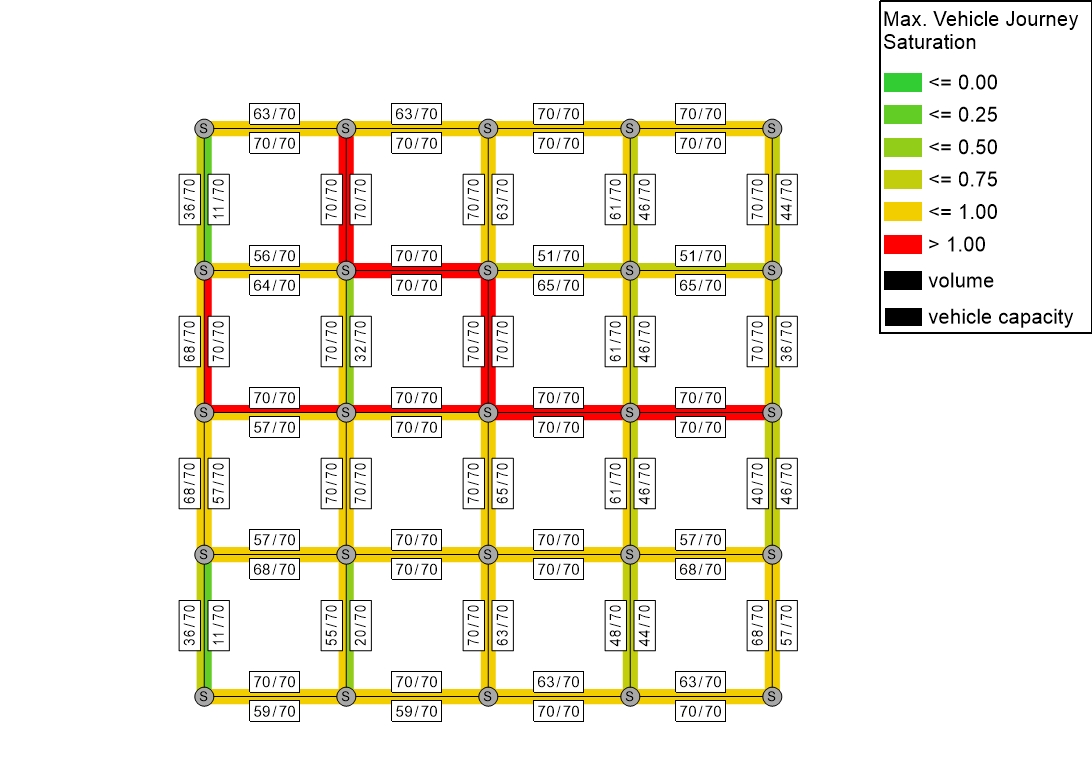 Max. Vehicle Journey
Saturation
<= 0.00
<= 0.25
<= 0.50
<= 0.75
<= 1.00
> 1.00
volume
vehicle capacity
63/70 63/70 70/70 70/70
S S S S S
70/70 70/70 70/70 70/70
36/70 11/70 70/70 70/70 70/70 63/70 61/70 46/70 70/70 44/70
56/70 70/70 51/70 51/70
S S S S S
64/70 70/70 65/70 65/70
68/70 70/70 70/70 32/70 70/70 70/70 61/70 46/70 70/70 36/70
70/70 70/70 70/70 70/70
S S S S S
57/70 70/70 70/70 70/70
68/70 57/70 70/70 70/70 70/70 65/70 61/70 46/70 40/70 46/70
57/70 70/70 70/70 57/70
S S S S S
68/70 70/70 70/70 68/70
36/70 11/70 55/70 20/70 70/70 63/70 48/70 44/70 68/70 57/70
70/70 70/70 63/70 63/70
S S S S S
59/70 59/70 70/70 70/70